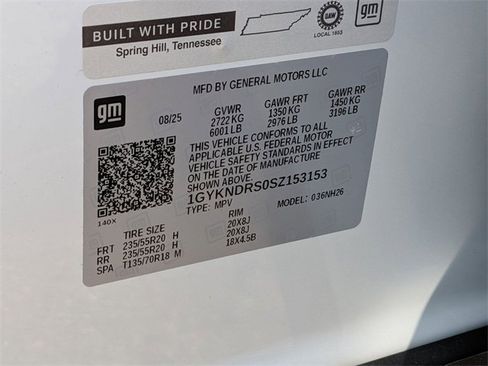 BUILT WITH PRIDE
Spring Hill, Tennessee
UAW
LOCAL 1853
gm
gm
MFD BY GENERAL MOTORS LLC
08/25 GVWR GAWR FRT GAWR RR
2722 KG 1350 KG 1450 KG
6001 LB 2976 LB 3196 LB
THIS VEHICLE CONFORMS TO ALL
APPLICABLE U.S. FEDERAL MOTOR
VEHICLE SAFETY STANDARDS IN EFFECT
ON THE DATE OF MANUFACTURE
1GYKNDRS0SZ153153
TYPE: MPV MODEL: 036NH26
140X
TIRE SIZE RIM
FRT 235/55R20 H 20X8J
RR 235/55R20 H 20X8J
SPA T135/70R18 M 18X4.5B